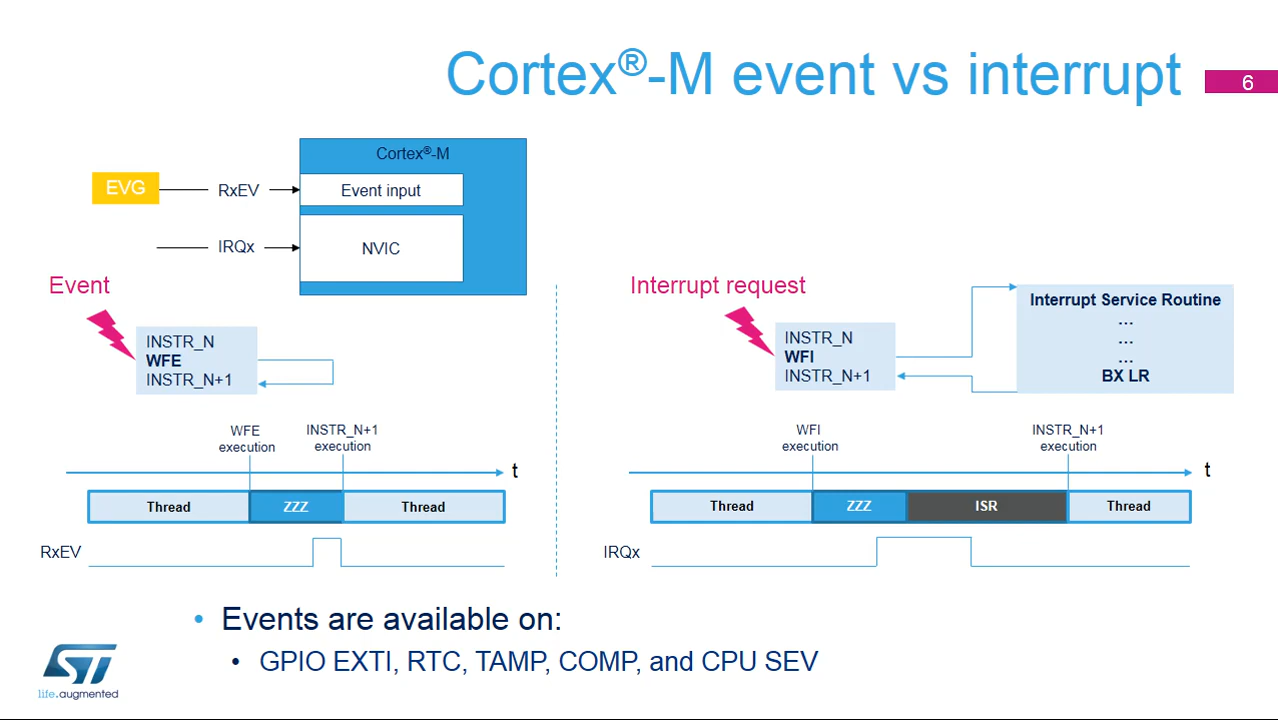 Cortex®-M event vs interrupt
6
Cortex®-M
EVG
RxEV
Event input
IRQx
NVIC
Event
INSTR_N
WFE
INSTR_N+1
WFE
execution
INSTR_N+1
execution
t
Thread
ZZZ
Thread
RxEV
Interrupt request
INSTR_N
WFI
INSTR_N+1
Interrupt Service Routine
...
...
...
BX LR
WFI
execution
INSTR_N+1
execution
t
Thread
ZZZ
ISR
Thread
IRQx
• Events are available on:
• GPIO EXTI, RTC, TAMP, COMP, and CPU SEV
ST
life.augmented